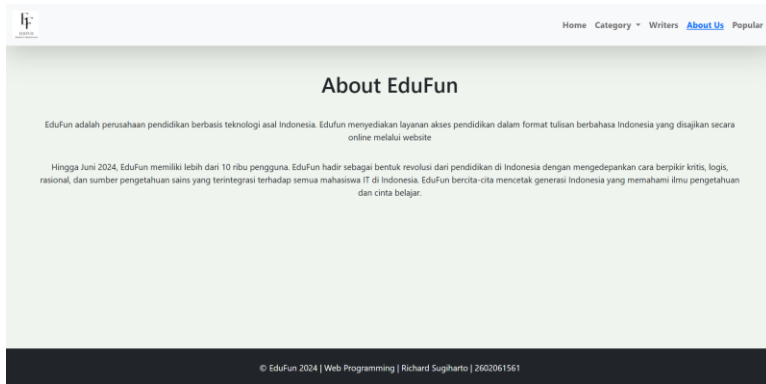 EF
EDUFUN
Home Category Writers About Us Popular
About EduFun
EduFun adalah perusahaan pendidikan berbasis teknologi asal Indonesia. Edufun menyediakan layanan akses pendidikan dalam format tulisan berbahasa Indonesia yang disajikan secara
online melalui website
Hingga Juni 2024, EduFun memiliki lebih dari 10 ribu pengguna. EduFun hadir sebagai bentuk revolusi dari pendidikan di Indonesia dengan mengedepankan cara berpikir kritis, logis,
rasional, dan sumber pengetahuan sains yang terintegrasi terhadap semua mahasiswa IT di Indonesia. EduFun bercita-cita mencetak generasi Indonesia yang memahami ilmu pengetahuan
dan cinta belajar.
© EduFun 2024 | Web Programming | Richard Sugiharto | 2602061561